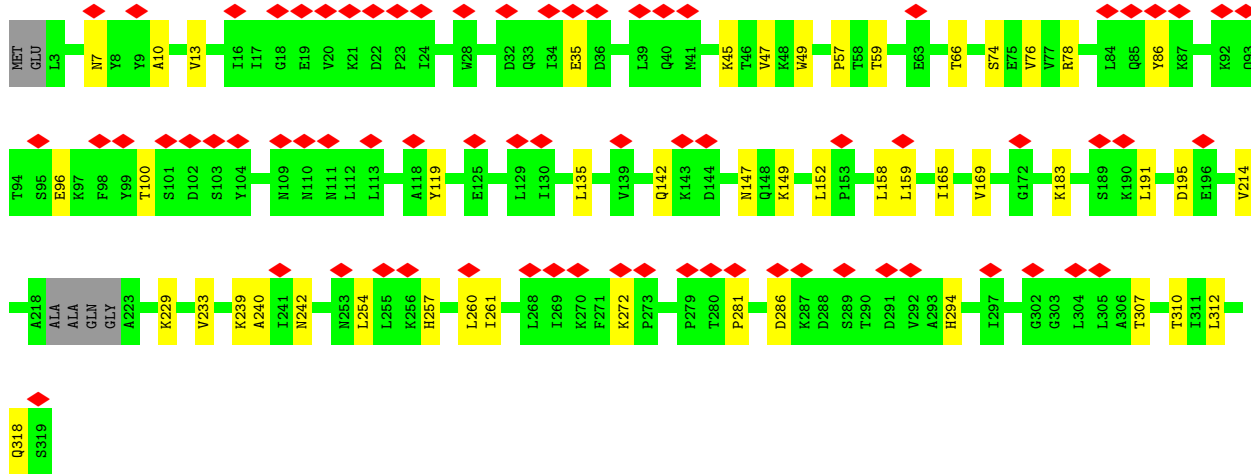 MET GLU L3 N7 Y8 Y9 A10 V13 I16 I17 G18 E19 V20 K21 D22 P23 I24 W28 D32 Q33 I34 E35 D36 L39 Q40 M41 K45 T46 V47 K48 W49 P57 T58 T59 E63 T66 S74 E75 V76 V77 R78 L84 Q85 Y86 K87 K92 Q93
T94 S95 E96 K97 F98 Y99 T100 S101 D102 S103 Y104 N109 N110 N111 L112 L113 A118 Y119 E125 L129 I130 L135 V139 Q142 K143 D144 N147 Q148 K149 L152 P153 L158 L159 I165 V169 G172 K183 S189 K190 L191 D195 E196 V214
A218 ALA ALA GLN GLY A223 K229 V233 K239 A240 I241 N242 N253 L254 L255 K256 H257 L260 I261 L268 I269 K270 F271 K272 P273 P279 T280 P281 D286 K287 D288 S289 T290 D291 V292 A293 H294 I297 G302 G303 L304 L305 A306 T307 T310 I311 L312
Q318 S319